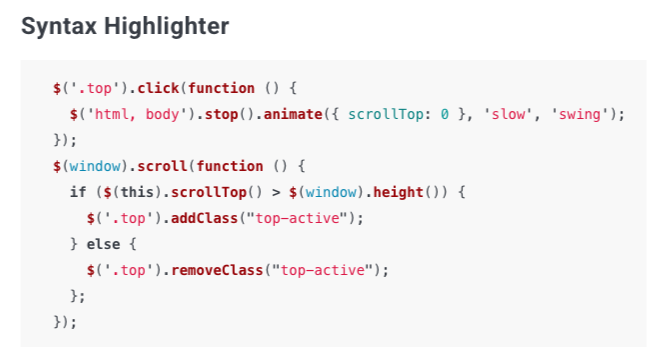 Syntax Highlighter
$('.top').click(function () {
  $('html, body').stop().animate({ scrollTop: 0 }, 'slow', 'swing');
});
$(window).scroll(function () {
  if ($(this).scrollTop() > $(window).height()) {
    $('.top').addClass("top-active");
  } else {
    $('.top').removeClass("top-active");
  };
});